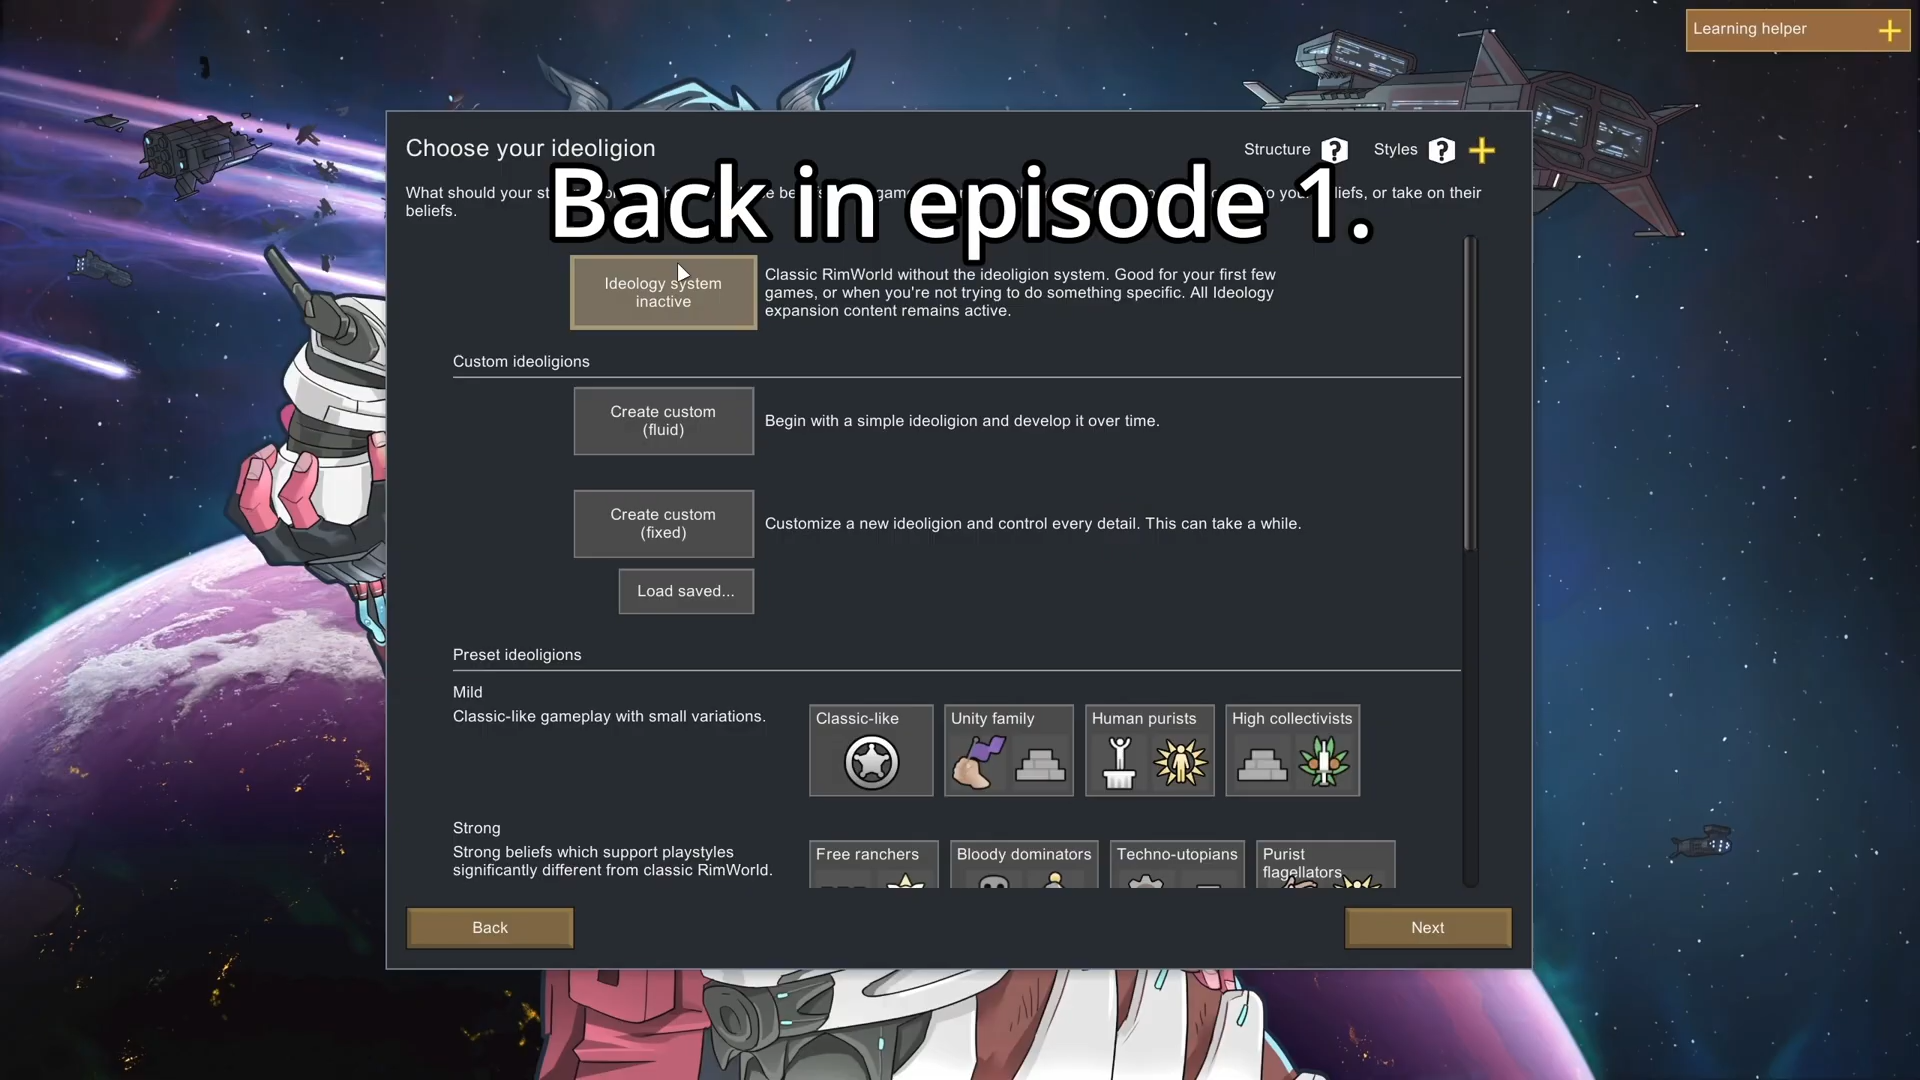 Learning helper
Choose your ideoligion
Structure
Styles
Back in episode 1.
What should your
or take on their
beliefs.
Ideology system
inactive
Classic RimWorld without the ideoligion system. Good for your first few
games, or when you're not trying to do something specific. All Ideology
expansion content remains active.
Custom ideoligions
Create custom
(fluid)
Begin with a simple ideoligion and develop it over time.
Create custom
(fixed)
Customize a new ideoligion and control every detail. This can take a while.
Load saved...
Preset ideoligions
Mild
Classic-like gameplay with small variations.
Classic-like
Unity family
Human purists
High collectivists
Strong
Strong beliefs which support playstyles
significantly different from classic RimWorld.
Free ranchers
Bloody dominators
Techno-utopians
Purist
flagellators
Back
Next